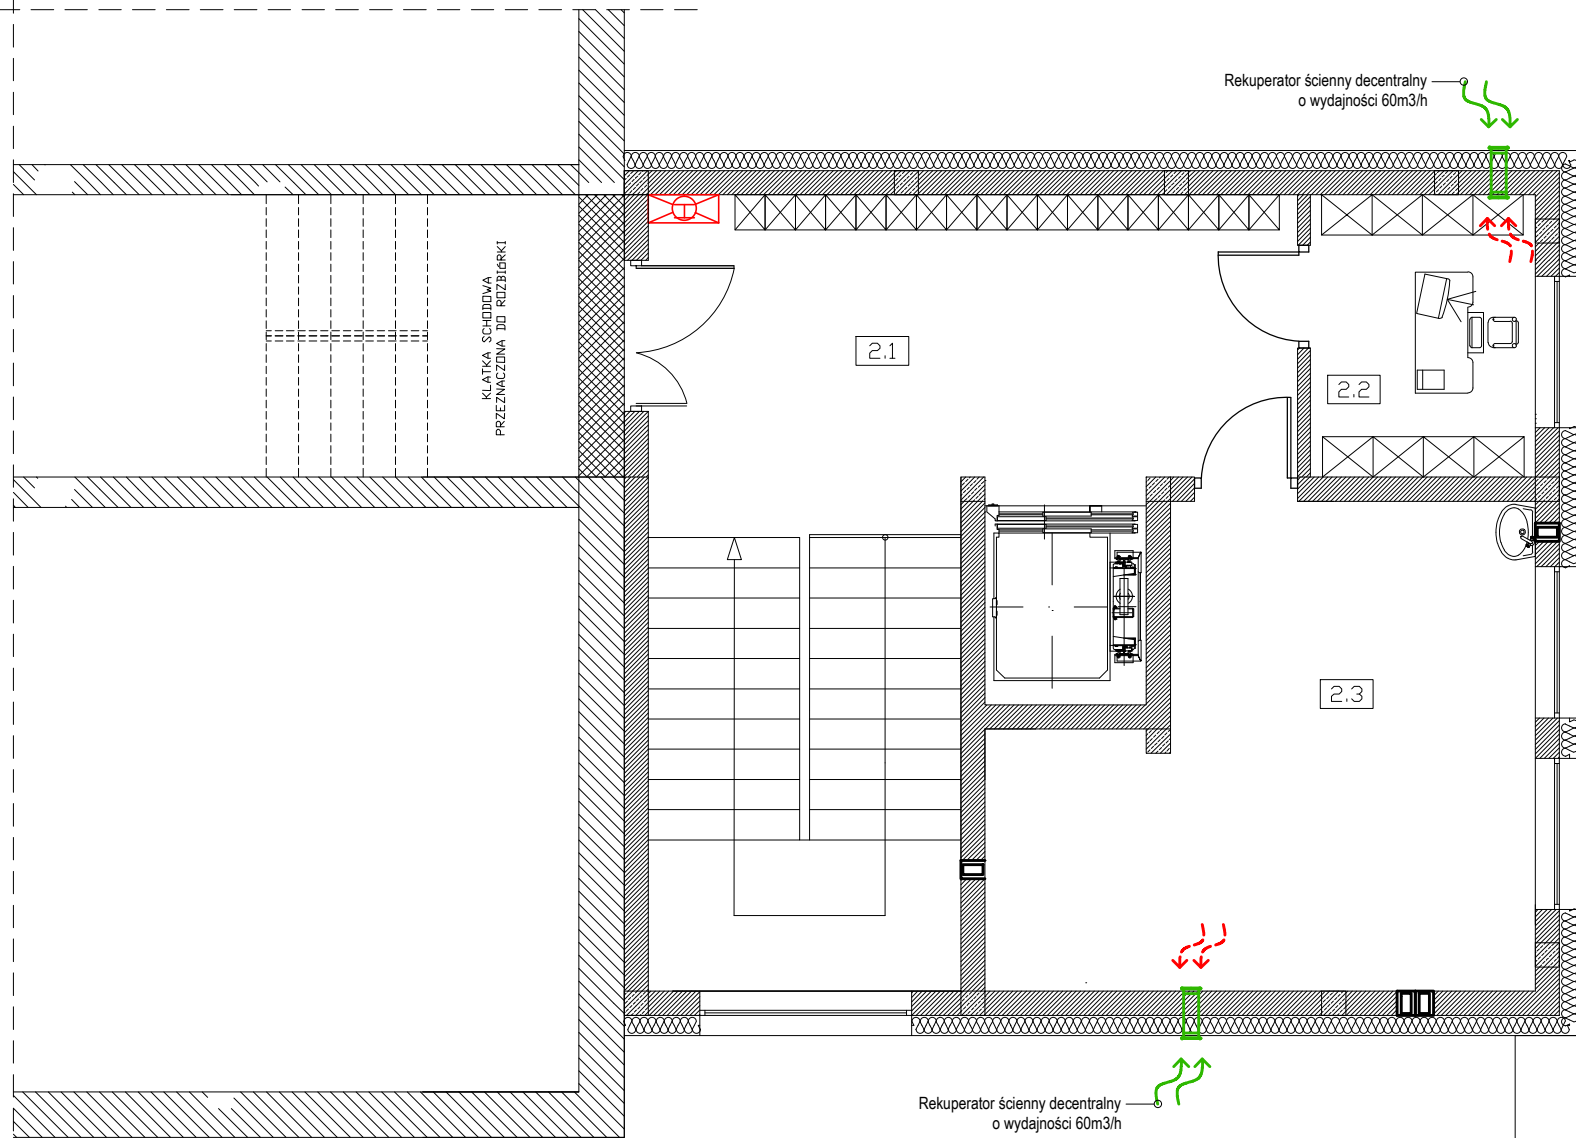 Rekuperator ścienny decentralny
o wydajności 60m3/h
KLATKA SCHODOWA
PRZEZNACZONA DO ROZBIÓRKI
2.1
2.2
2.3
Rekuperator ścienny decentralny
o wydajności 60m3/h